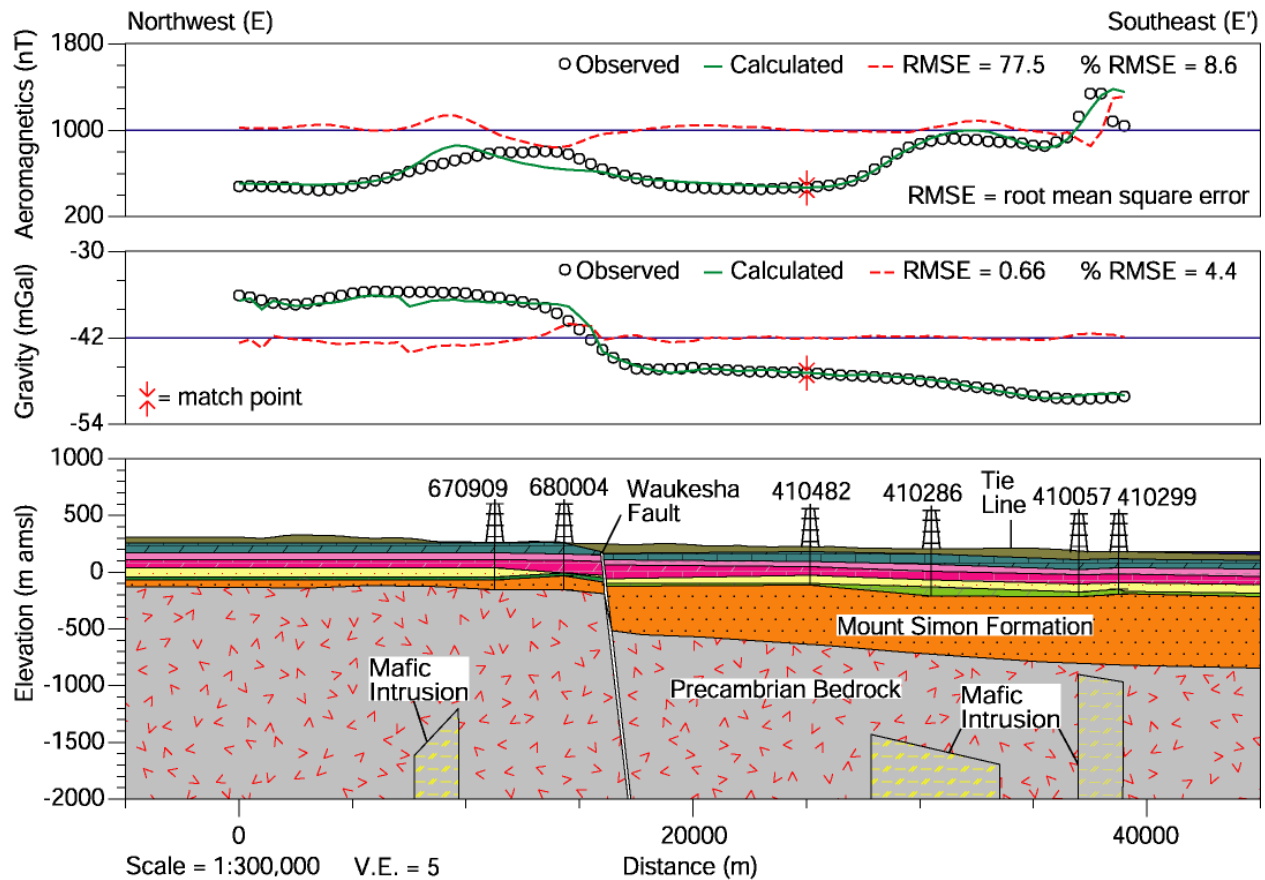 Northwest (E)
Southeast (E')
Aeromagnetics (nT)
1800
1000
200
Observed
Calculated
RMSE = 77.5
% RMSE = 8.6
RMSE = root mean square error
Gravity (mGal)
-30
-42
-54
Observed
Calculated
RMSE = 0.66
% RMSE = 4.4
= match point
Elevation (m amsl)
1000
500
0
-500
-1000
-1500
-2000
670909
680004
Waukesha
Fault
410482
410286
Tie
Line
410057
410299
Mount Simon Formation
Mafic
Intrusion
Precambrian Bedrock
Mafic
Intrusion
0
20000
40000
Scale = 1:300,000
V.E. = 5
Distance (m)